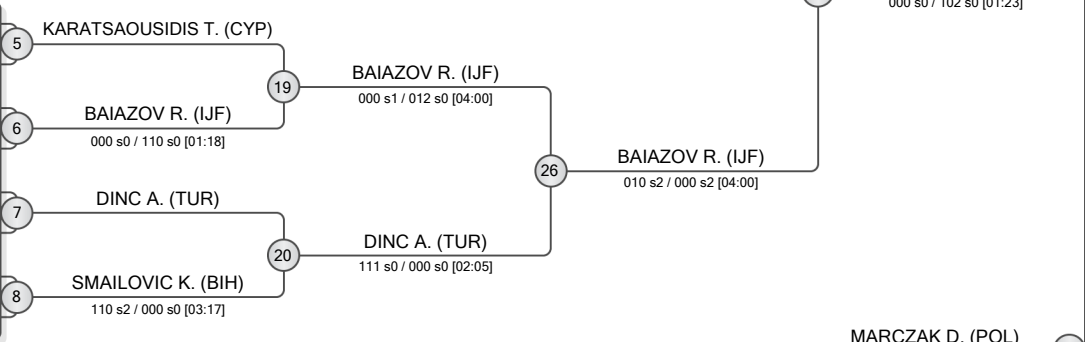 000 s0 / 102 s0 [01:23]
5
KARATSAOUSIDIS T. (CYP)
19
BAIAZOV R. (IJF)
000 s1 / 012 s0 [04:00]
6
BAIAZOV R. (IJF)
000 s0 / 110 s0 [01:18]
26
BAIAZOV R. (IJF)
010 s2 / 000 s2 [04:00]
7
DINC A. (TUR)
20
DINC A. (TUR)
111 s0 / 000 s0 [02:05]
8
SMAILOVIC K. (BIH)
110 s2 / 000 s0 [03:17]
MARCZAK D. (POL)